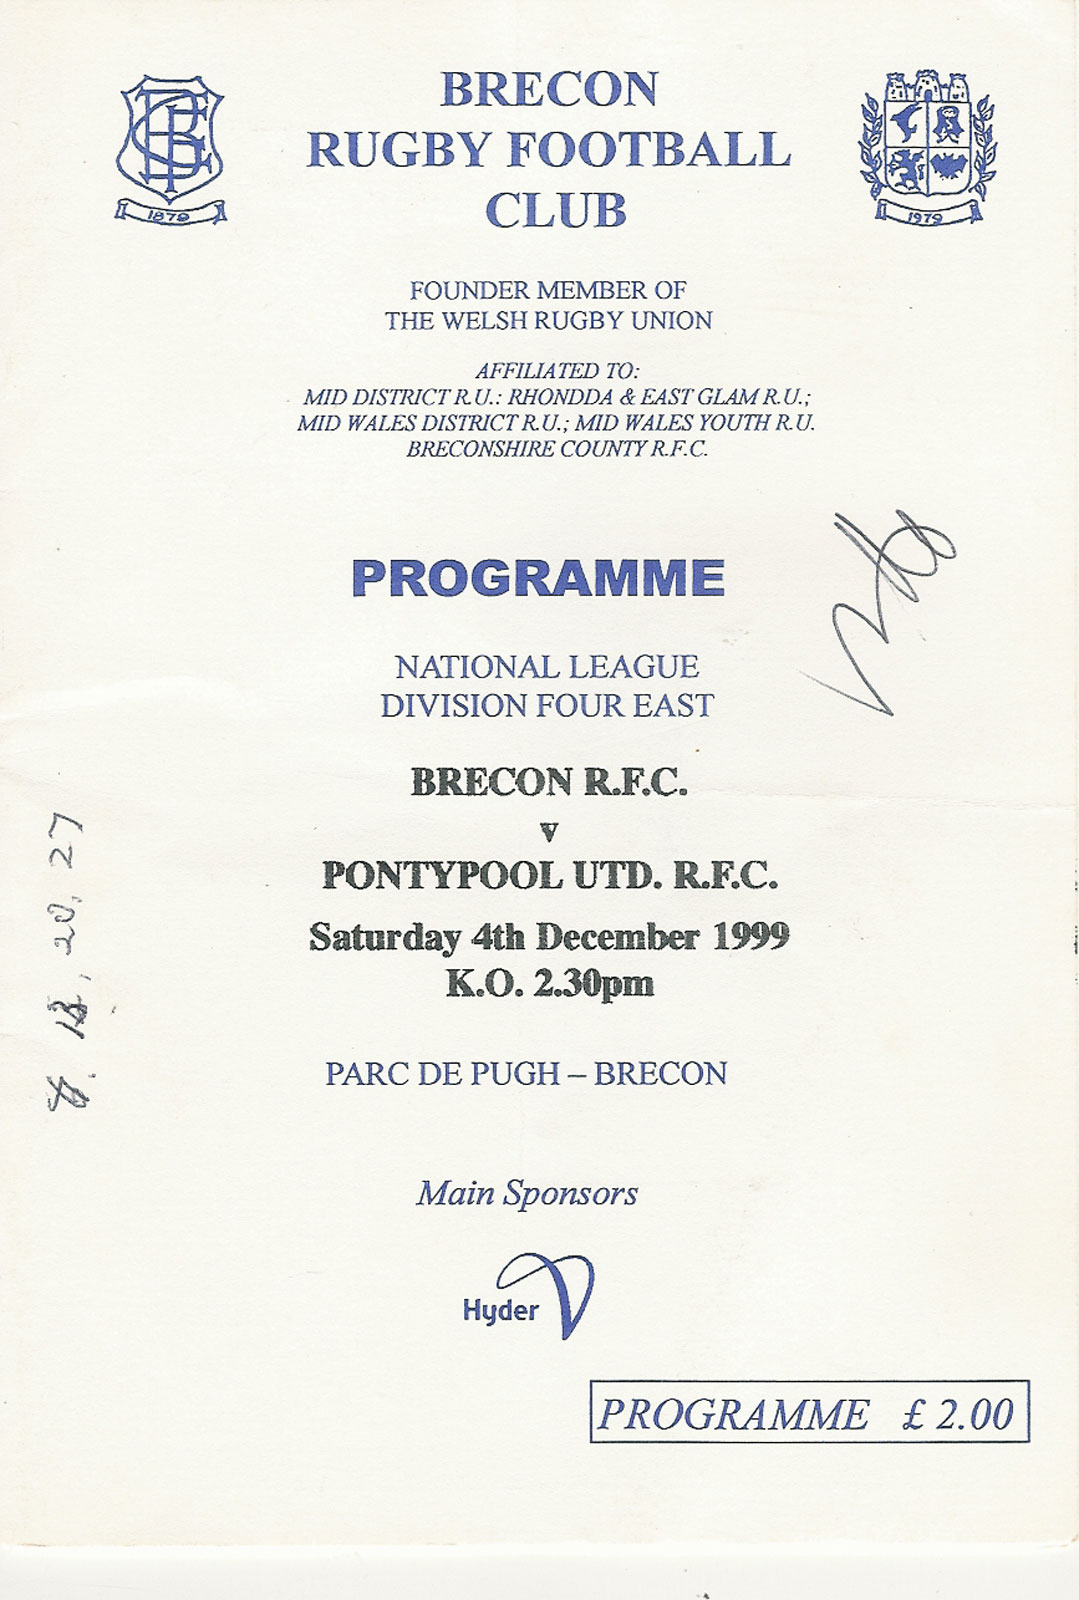 BRECON
RUGBY FOOTBALL
CLUB
1879
1979
FOUNDER MEMBER OF
THE WELSH RUGBY UNION
AFFILIATED TO:
MID DISTRICT R.U.: RHONDDA & EAST GLAM R.U.;
MID WALES DISTRICT R.U.; MID WALES YOUTH R.U.
BRECONSHIRE COUNTY R.F.C.
PROGRAMME
NATIONAL LEAGUE
DIVISION FOUR EAST
BRECON R.F.C.
v
PONTYPOOL UTD. R.F.C.
Saturday 4th December 1999
K.O. 2.30pm
20, 27
PARC DE PUGH – BRECON
Main Sponsors
Hyder
PROGRAMME £ 2.00